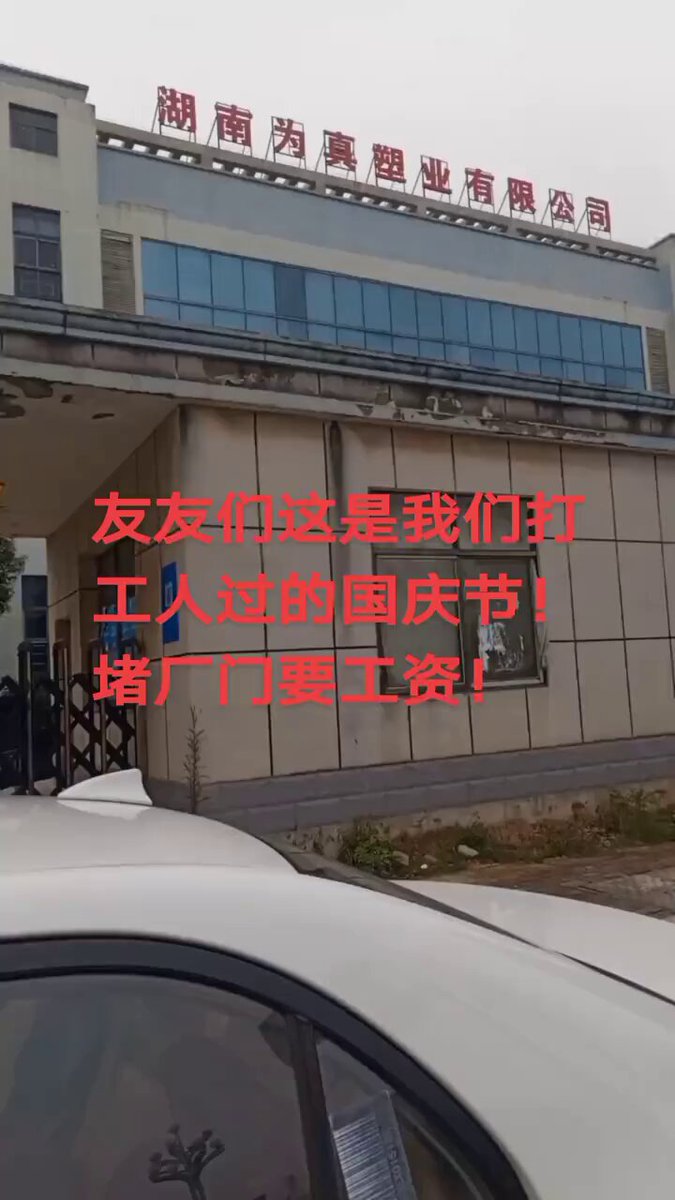 湖南为真塑业有限公司
友友们这是我们打
工人过的国庆节！
堵厂门要工资！